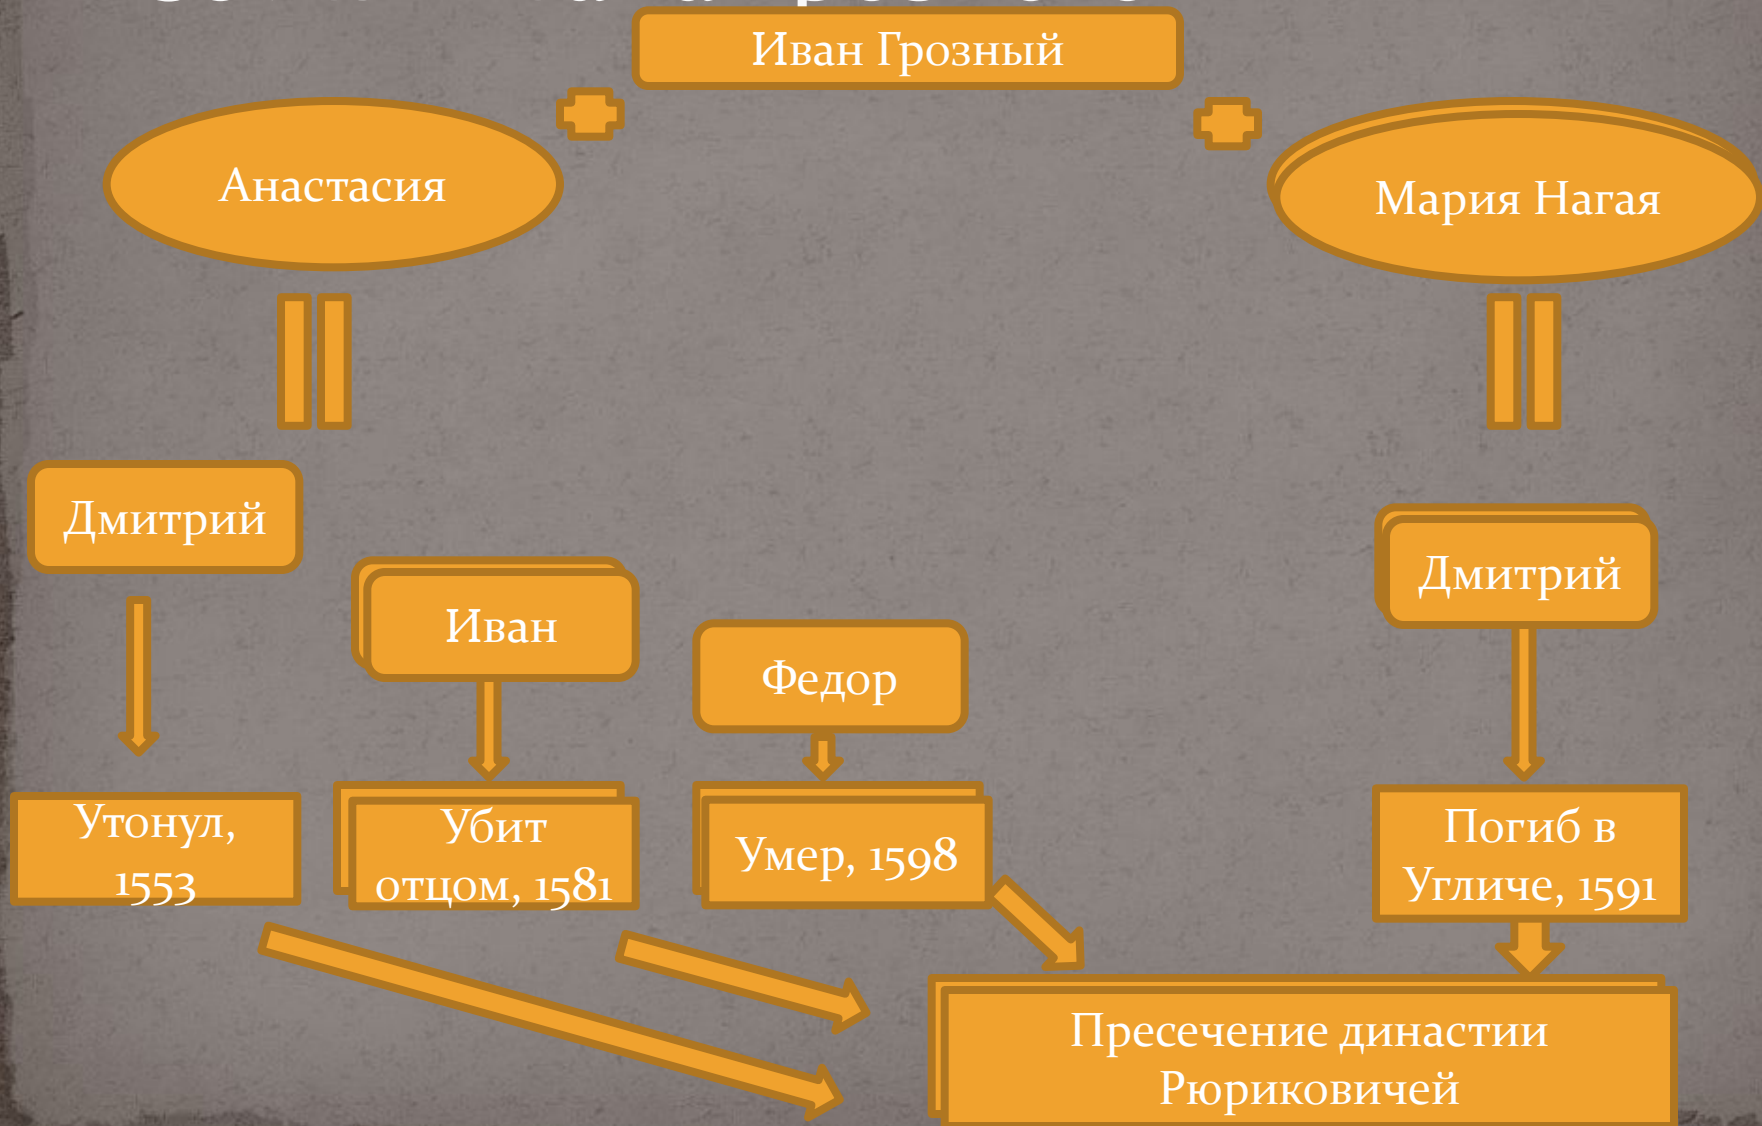 Иван Грозный
Анастасия
Мария Нагая
Дмитрий
Иван
Федор
Дмитрий
Утонул,
1553
Убит
отцом, 1581
Умер, 1598
Погиб в
Угличе, 1591
Пресечение династии
Рюриковичей